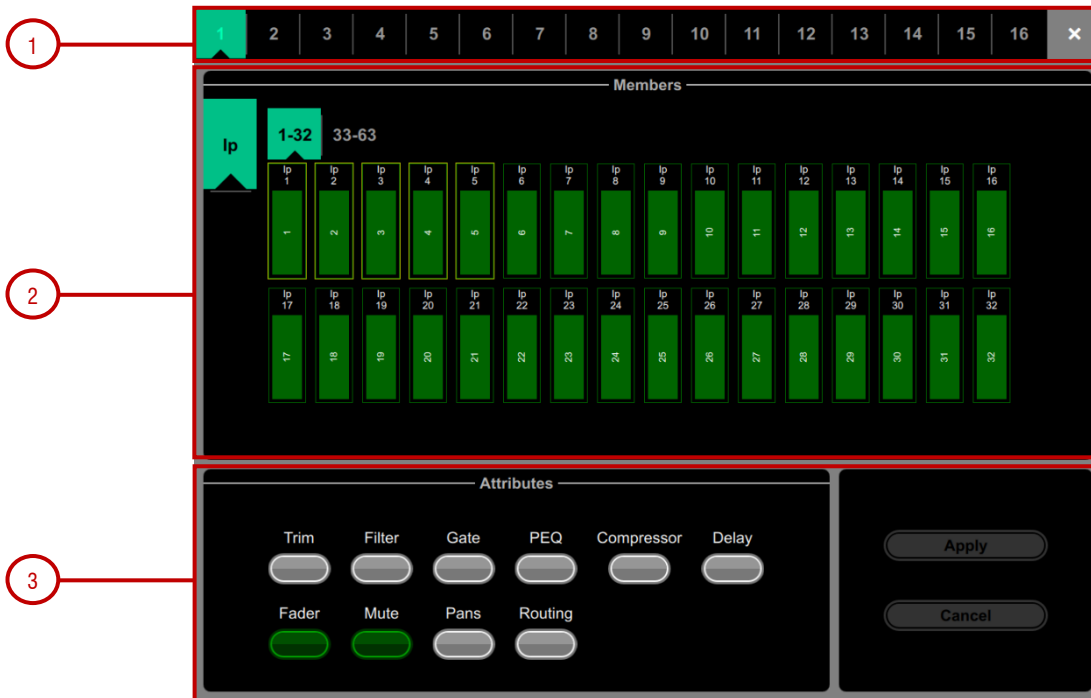 1
1 2 3 4 5 6 7 8 9 10 11 12 13 14 15 16 ×
Members
Ip
1-32 33-63
Ip Ip Ip Ip Ip Ip Ip Ip Ip Ip Ip Ip Ip Ip Ip Ip
1 2 3 4 5 6 7 8 9 10 11 12 13 14 15 16
1 2 3 4 5 6 7 8 9 10 11 12 13 14 15 16
2
Ip Ip Ip Ip Ip Ip Ip Ip Ip Ip Ip Ip Ip Ip Ip Ip
17 18 19 20 21 22 23 24 25 26 27 28 29 30 31 32
17 18 19 20 21 22 23 24 25 26 27 28 29 30 31 32
Attributes
Trim Filter Gate PEQ Compressor Delay
Apply
3
Fader Mute Pans Routing
Cancel